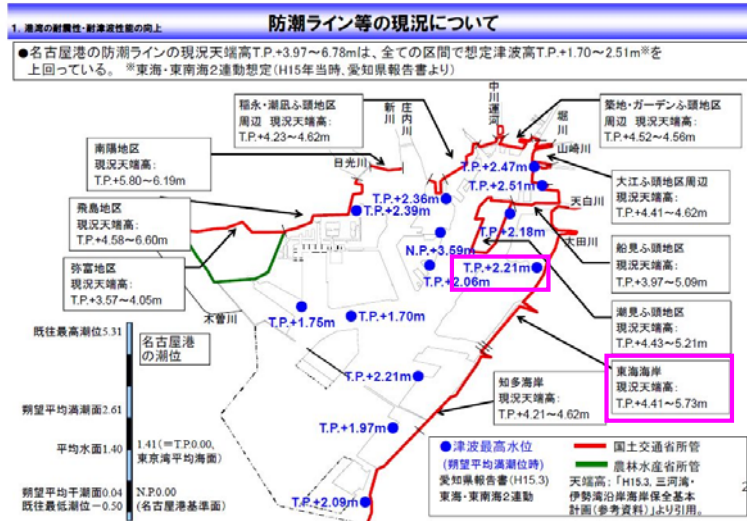 1. 港湾の耐震性・耐津波性能の向上
防潮ライン等の現況について
●名古屋港の防潮ラインの現況天端高T.P.+3.97～6.78mは、全ての区間で想定津波高T.P.+1.70～2.51m※を
上回っている。 ※東海・東南海2連動想定(H15年当時、愛知県報告書より)
稲永・潮凪ふ頭地区
周辺 現況天端高:
T.P.+4.23～4.62m
新川
庄内川
中川運河
堀川
築地・ガーデンふ頭地区
周辺 現況天端高:
T.P.+4.52～4.56m
南陽地区
現況天端高:
T.P.+5.80～6.19m
日光川
山崎川
大江ふ頭地区周辺
現況天端高:
T.P.+4.41～4.62m
飛島地区
現況天端高:
T.P.+4.58～6.60m
天白川
太田川
船見ふ頭地区
現況天端高:
T.P.+3.97～5.09m
弥富地区
現況天端高:
T.P.+3.57～4.05m
木曽川
潮見ふ頭地区
現況天端高:
T.P.+4.43～5.21m
東海海岸
現況天端高:
T.P.+4.41～5.73m
知多海岸
現況天端高:
T.P.+4.21～4.62m
T.P.+2.47m
T.P.+2.51m
T.P.+2.36m
T.P.+2.39m
T.P.+2.18m
N.P.+3.59m
T.P.+2.21m
T.P.+2.06m
T.P.+1.75m
T.P.+1.70m
T.P.+2.21m
T.P.+1.97m
T.P.+2.09m
既往最高潮位5.31
名古屋港
の潮位
朔望平均満潮面2.61
平均水面1.40
1.41(=T.P.0.00,
東京湾平均海面)
朔望平均干潮面0.04
既往最低潮位－0.50
N.P.0.00
(名古屋港基準面)
●津波最高水位
(朔望平均満潮位時)
愛知県報告書(H15.3)
東海・東南海2連動
国土交通省所管
農林水産省所管
天端高:「H15.3, 三河湾・
伊勢湾沿岸海岸保全基本
計画(参考資料)」より引用。
2